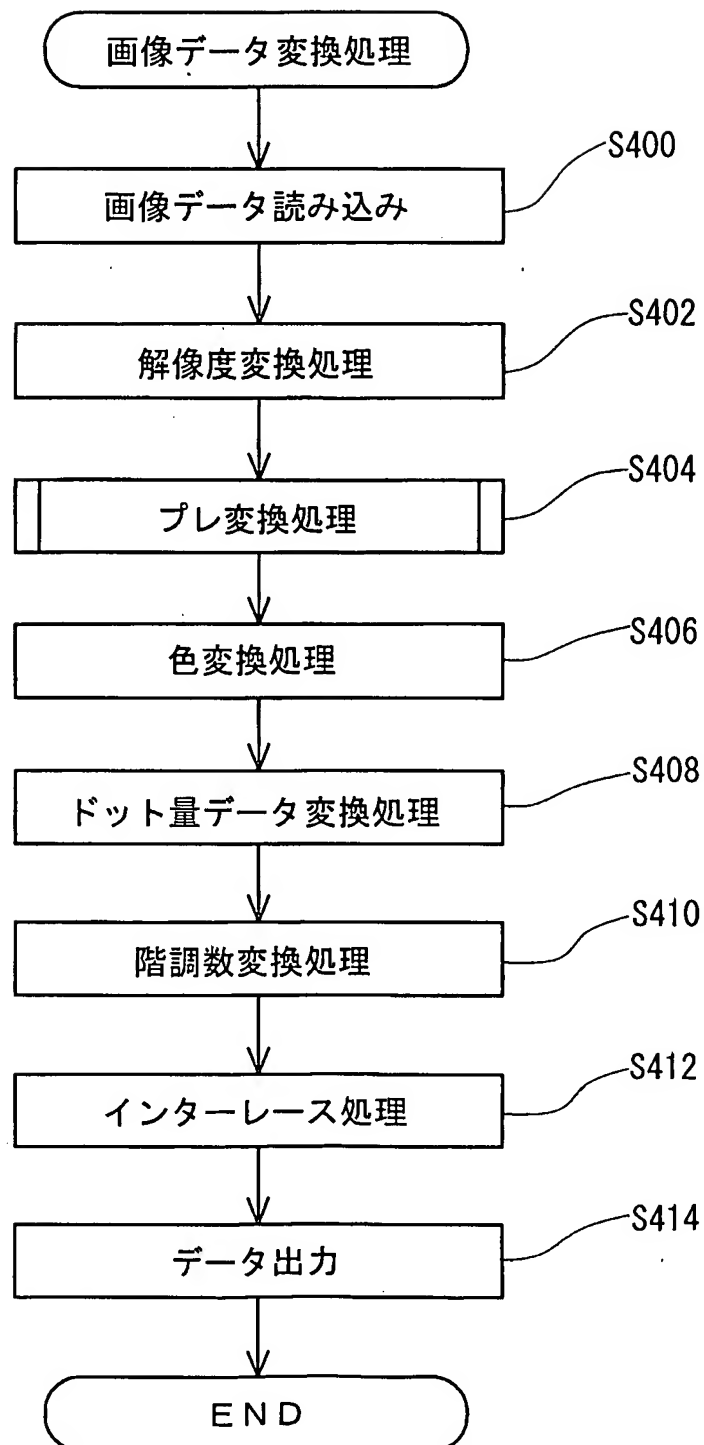 画像データ変換処理
S400
画像データ読み込み
S402
解像度変換処理
S404
プレ変換処理
S406
色変換処理
S408
ドット量データ変換処理
S410
階調数変換処理
S412
インターレース処理
S414
データ出力
END